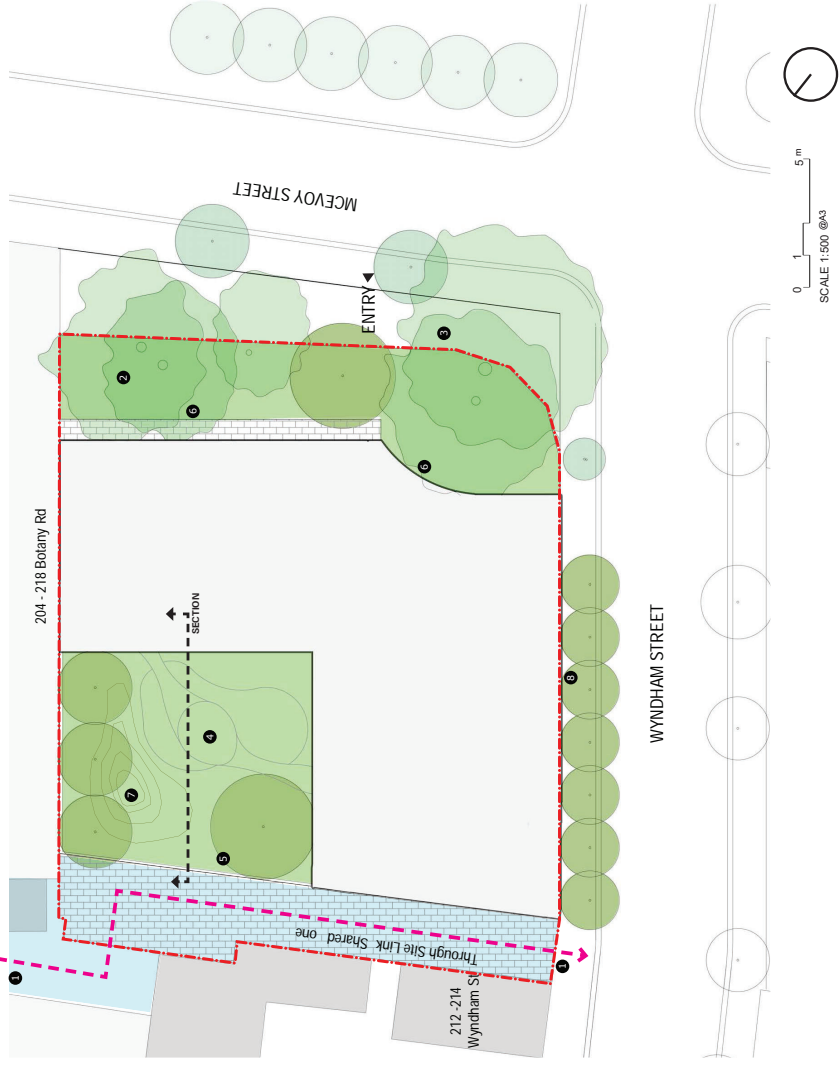 MCEVOY STREET
ENTRY
2
3
6
6
204 - 218 Botany Rd
SECTION
4
7
5
8
WYNDHAM STREET
Through Site Link Shared one
1
1
212 -214
Wyndham St
0 1 5 m
SCALE 1:500 @A3